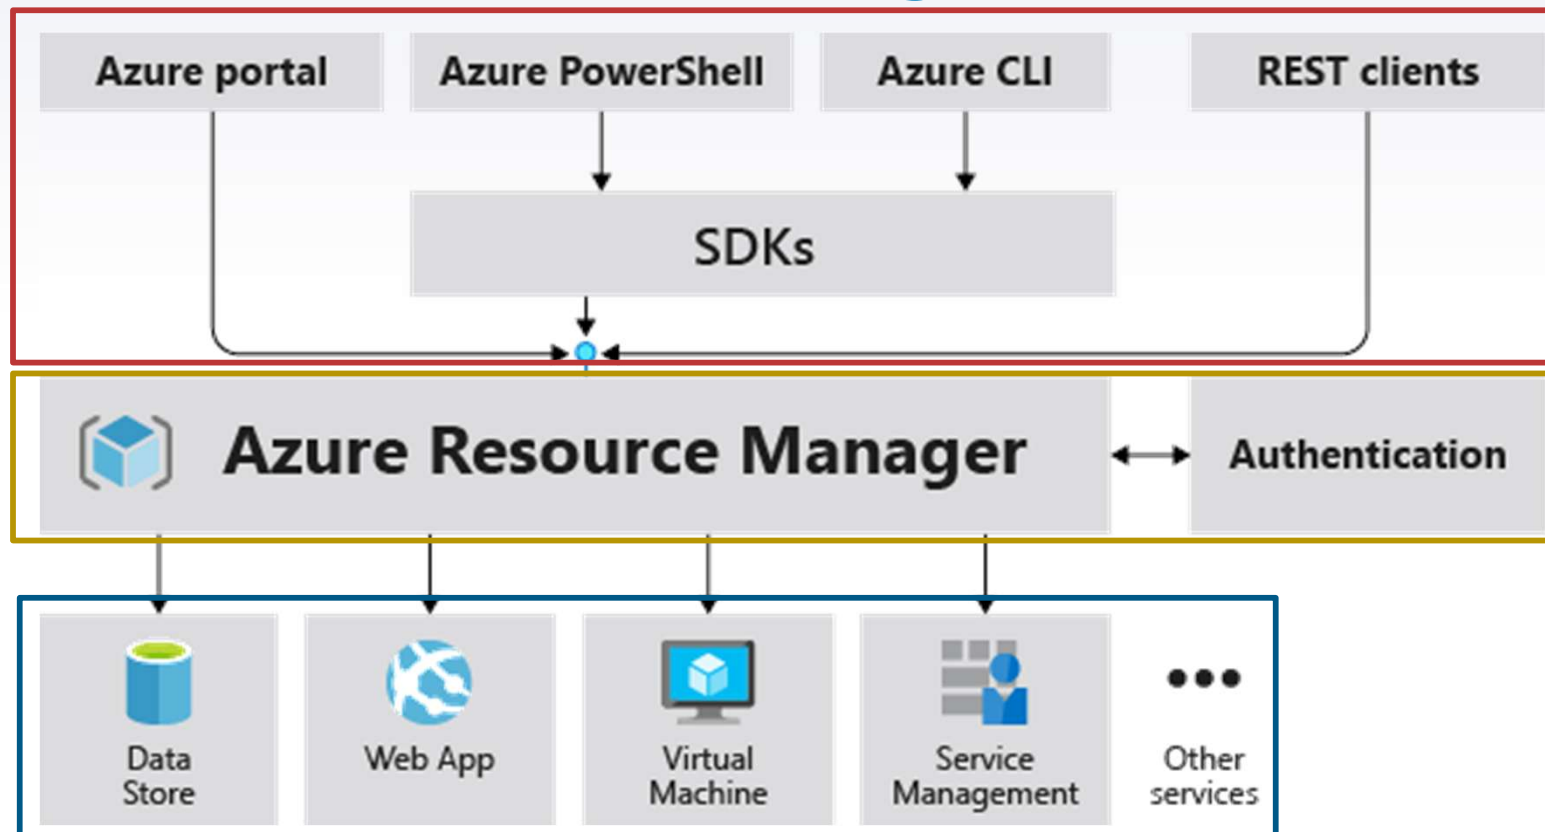 Azure portal
Azure PowerShell
Azure CLI
REST clients
SDKs
Azure Resource Manager
Authentication
Data
Store
Web App
Virtual
Machine
Service
Management
Other
services